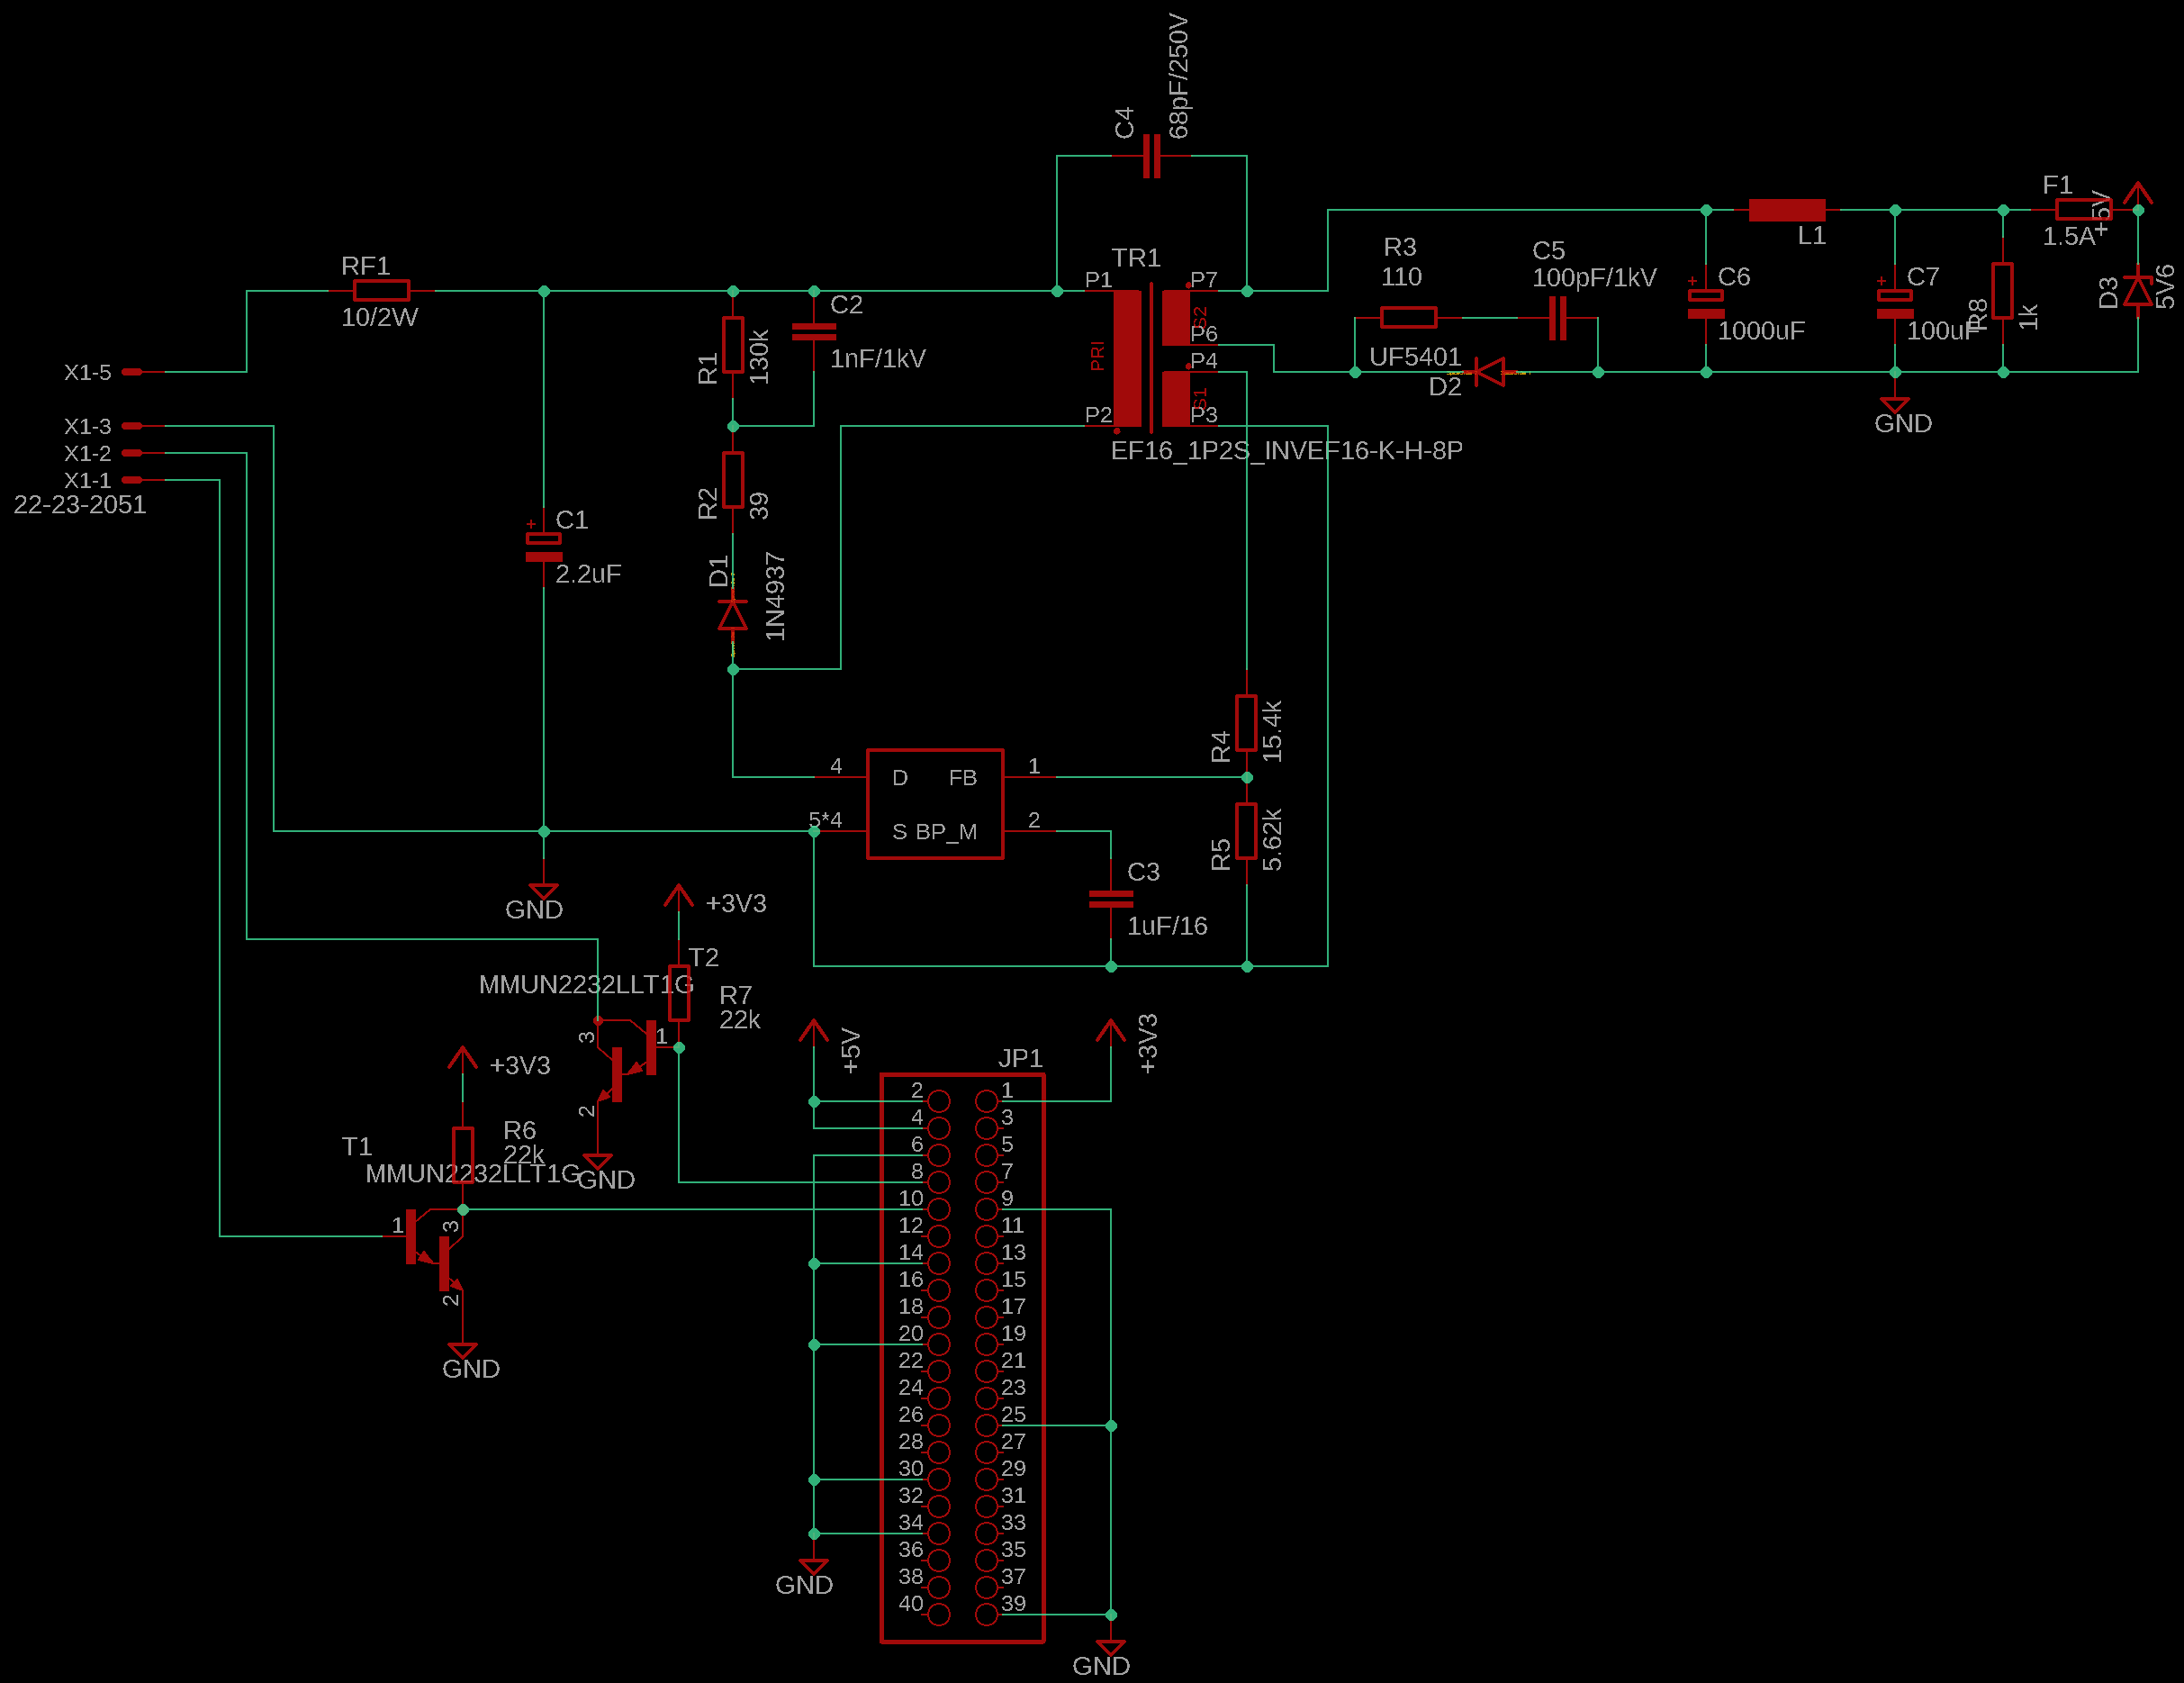 C4
68pF/250V
RF1
10/2W
X1-5
X1-3
X1-2
X1-1
22-23-2051
C1
2.2uF
R1
130k
C2
1nF/1kV
R2
39
D1
1N4937
TR1
P1
P2
PRI
P7
S2
P6
P4
S1
P3
EF16_1P2S_INVEF16-K-H-8P
R3
110
C5
100pF/1kV
UF5401
D2
C6
1000uF
L1
C7
100uF
R8
1k
F1
1.5A
+5V
D3
5V6
GND
4
D
FB
1
5*4
S
BP_M
2
R4
15.4k
R5
5.62k
C3
1uF/16
GND
+3V3
T2
MMUN2232LLT1G
R7
22k
3
1
2
GND
+3V3
T1
R6
22k
MMUN2232LLT1G
1
3
2
GND
+5V
+3V3
JP1
2 1
4 3
6 5
8 7
10 9
12 11
14 13
16 15
18 17
20 19
22 21
24 23
26 25
28 27
30 29
32 31
34 33
36 35
38 37
40 39
GND
GND